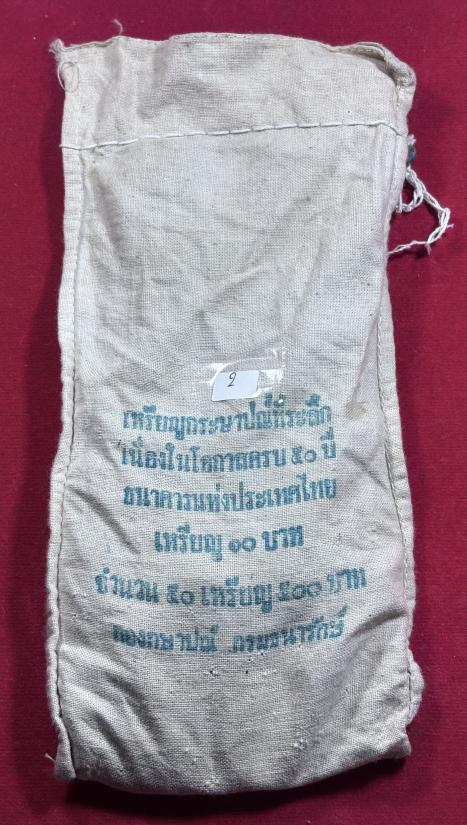 2
เหรียญกระษาปณ์ที่ระลึก
เนื่องในโอกาสครบ ๕๐ ปี
ธนาคารแห่งประเทศไทย
เหรียญ ๑๐ บาท
จำนวน ๕๐ เหรียญ ๕๐๐ บาท
กองกษาปณ์ กรมธนารักษ์